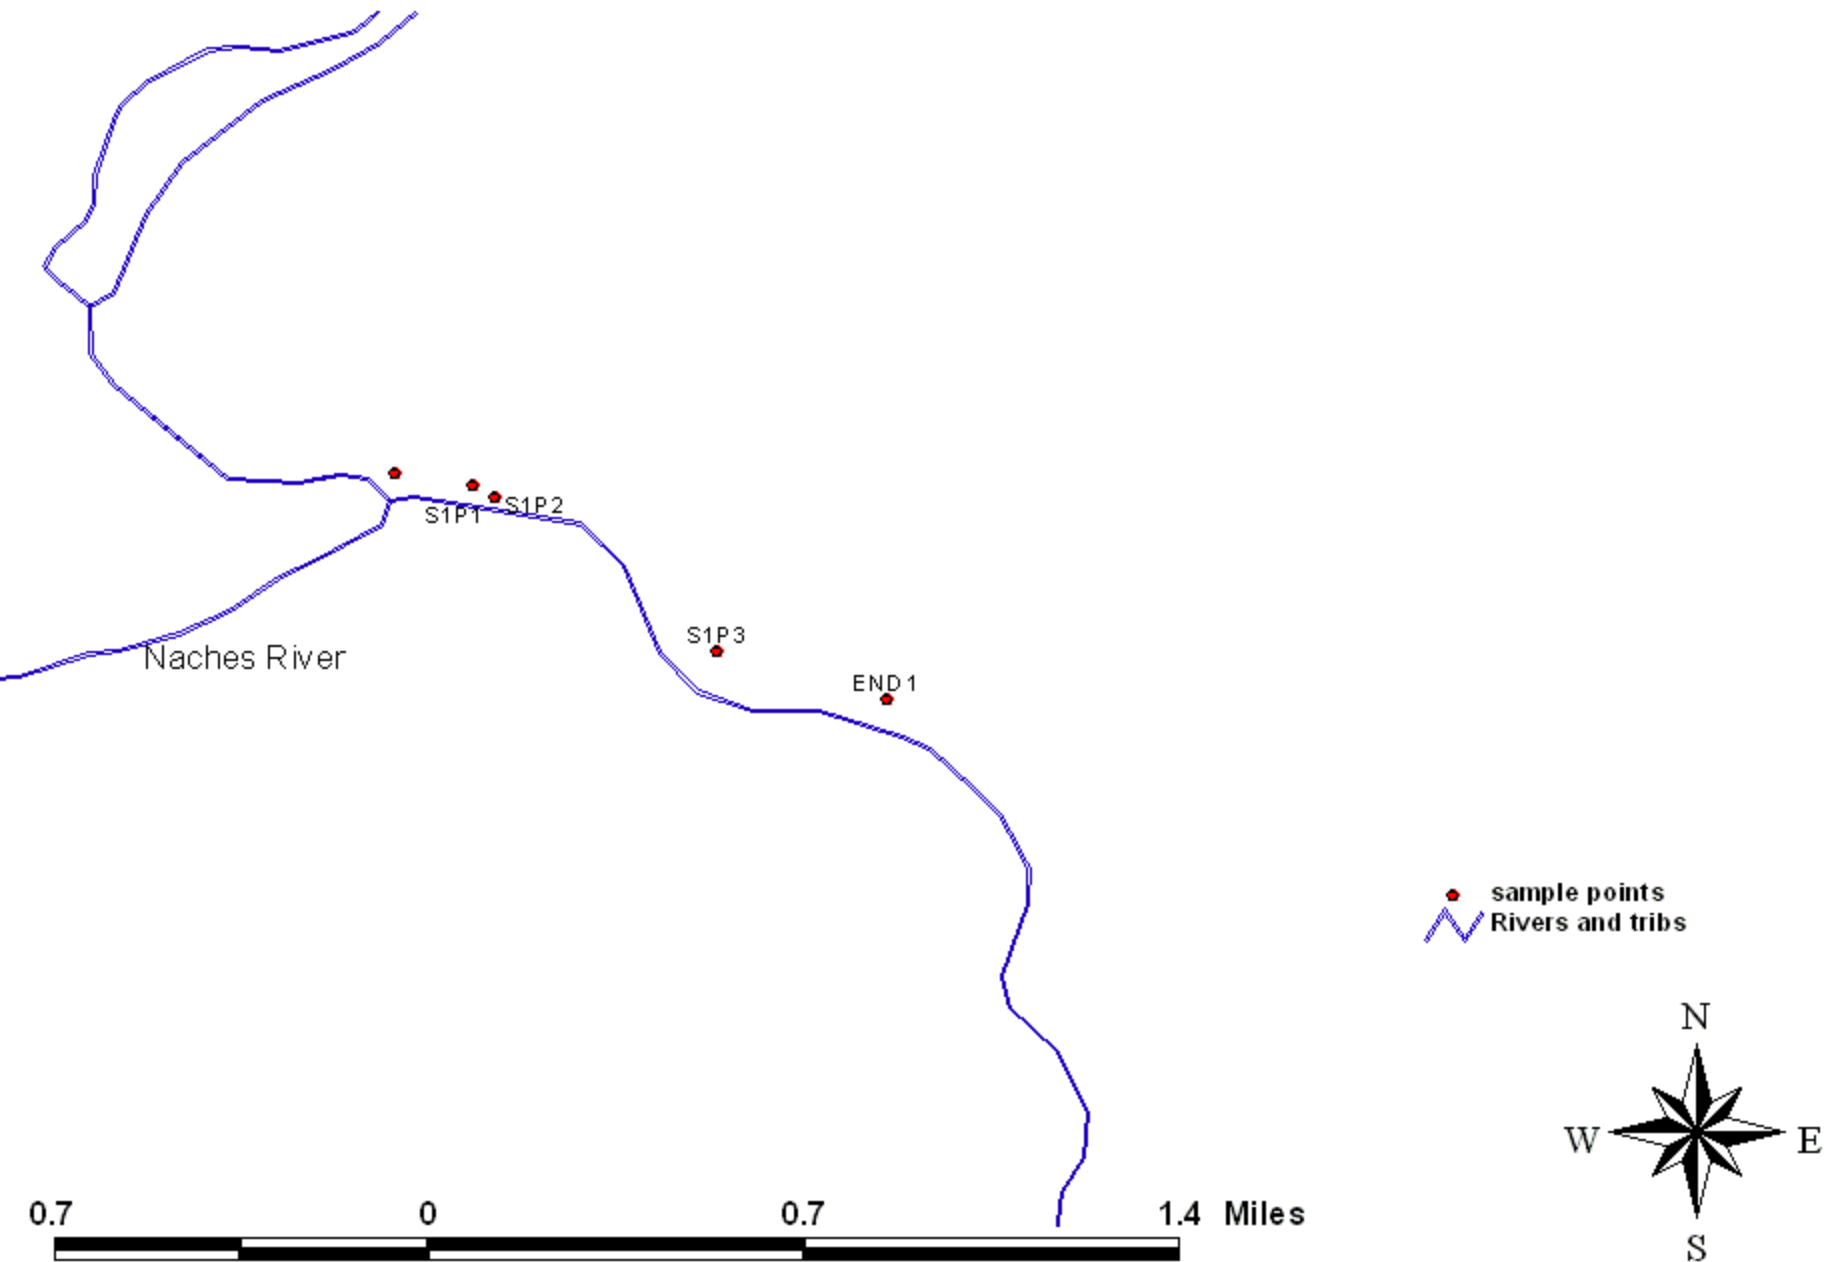 S1P1
S1P2
S1P3
END1
Naches River
sample points
Rivers and tribs
N
W E
S
0.7 0 0.7 1.4 Miles